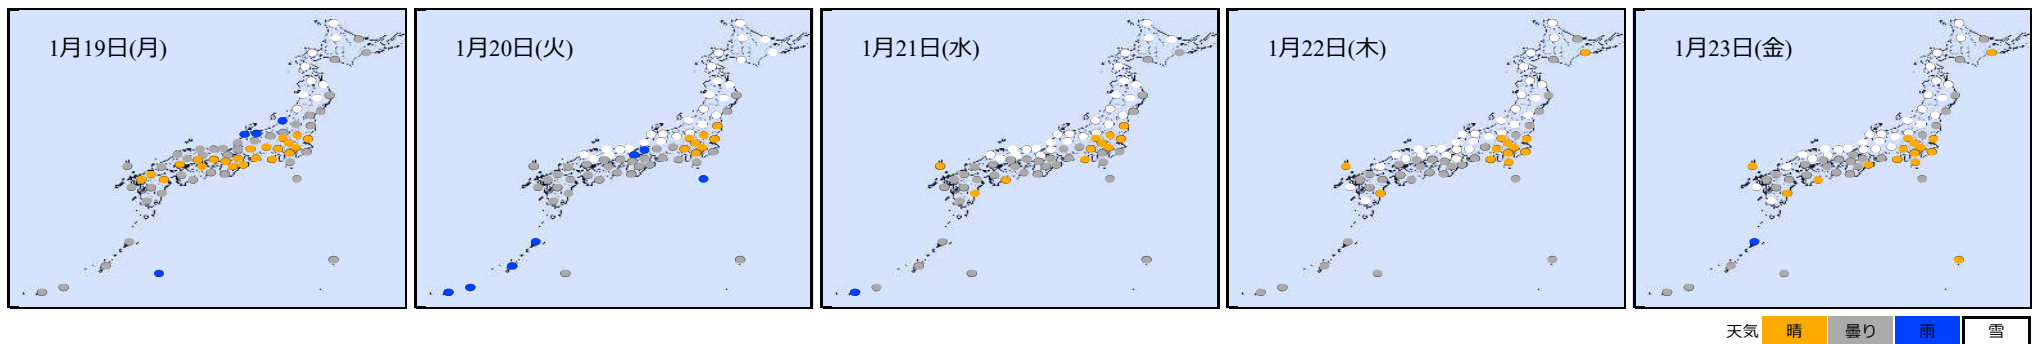 1月19日(月)
1月20日(火)
1月21日(水)
1月22日(木)
1月23日(金)
天気 晴 曇り 雨 雪